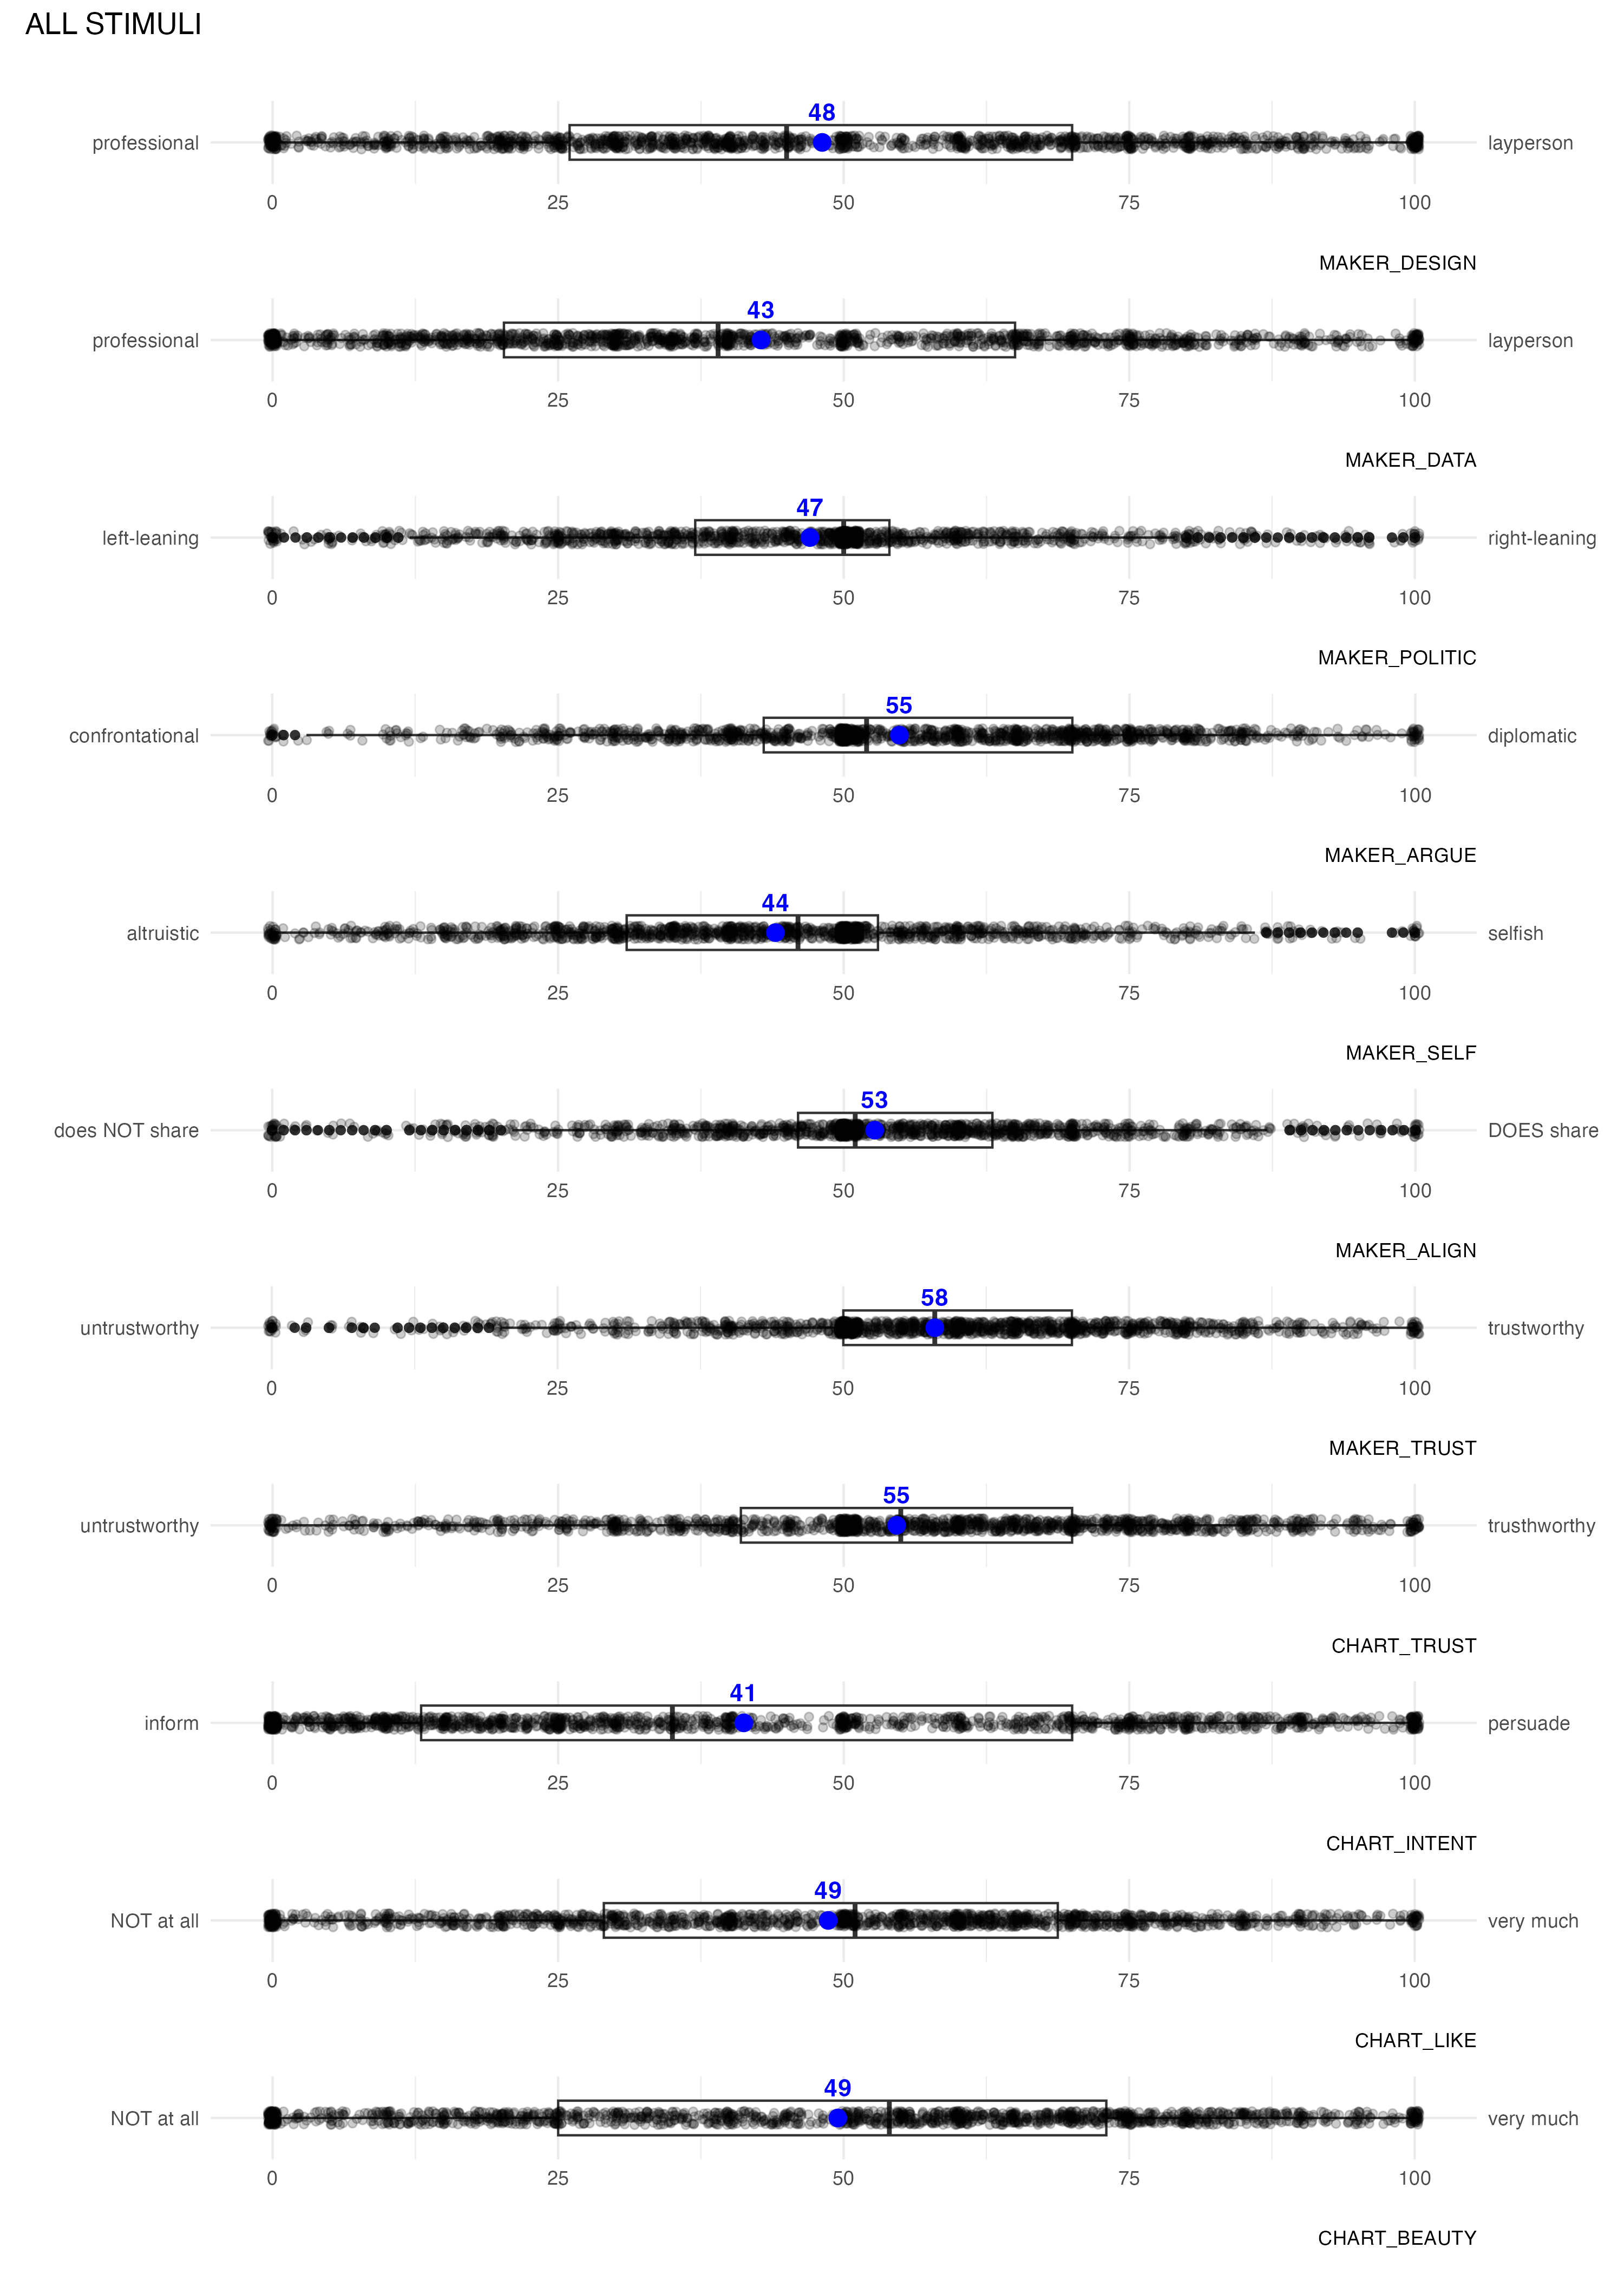 ALL STIMULI
48
professional
layperson
0 25 50 75 100
MAKER_DESIGN
43
professional
layperson
0 25 50 75 100
MAKER_DATA
47
left-leaning
right-leaning
0 25 50 75 100
MAKER_POLITIC
55
confrontational
diplomatic
0 25 50 75 100
MAKER_ARGUE
44
altruistic
selfish
0 25 50 75 100
MAKER_SELF
53
does NOT share
DOES share
0 25 50 75 100
MAKER_ALIGN
58
untrustworthy
trustworthy
0 25 50 75 100
MAKER_TRUST
55
untrustworthy
trusthworthy
0 25 50 75 100
CHART_TRUST
41
inform
persuade
0 25 50 75 100
CHART_INTENT
49
NOT at all
very much
0 25 50 75 100
CHART_LIKE
49
NOT at all
very much
0 25 50 75 100
CHART_BEAUTY